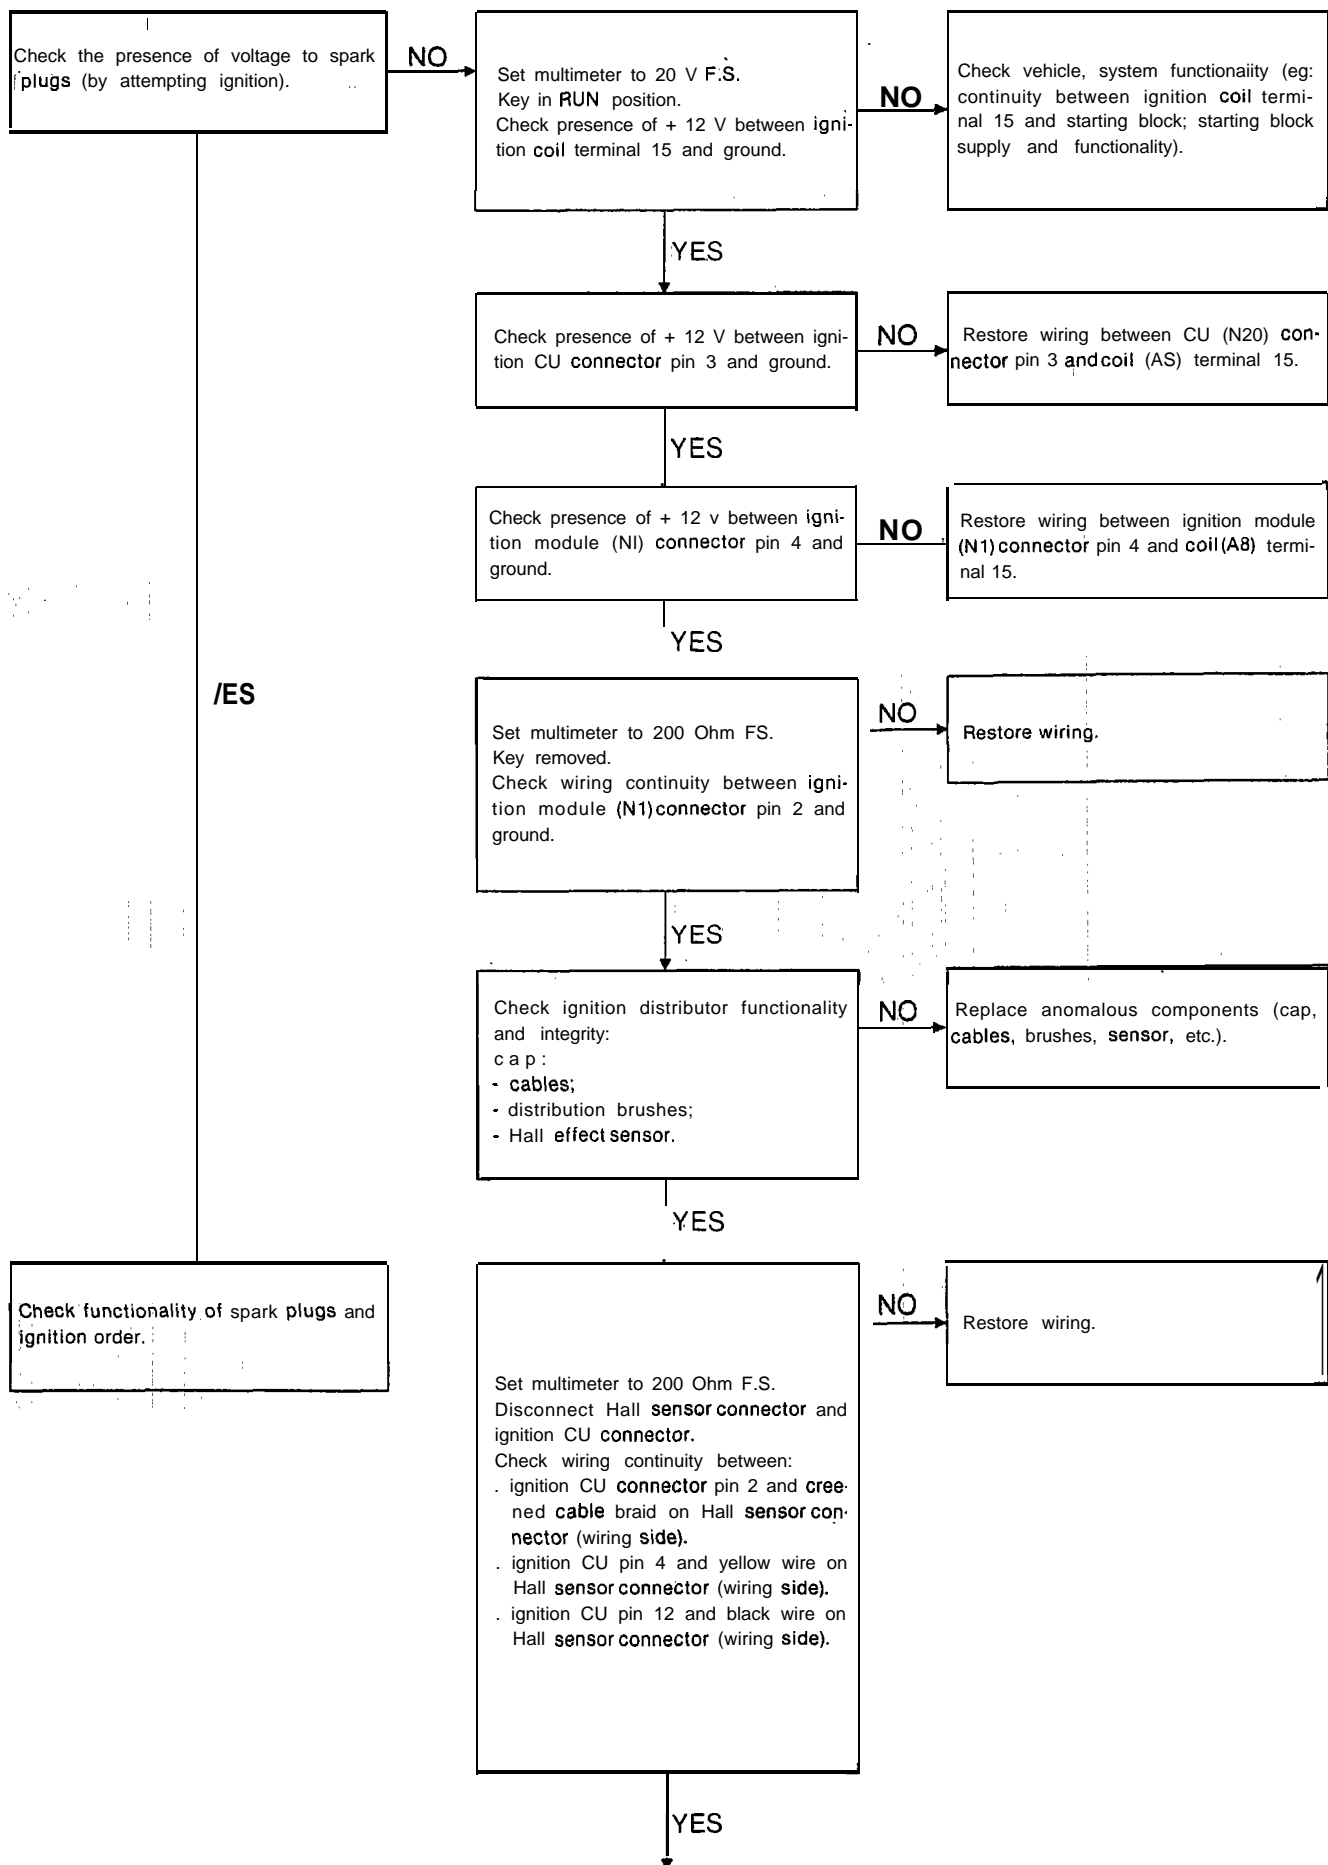 Check the presence of voltage to spark
plugs (by attempting ignition).
NO
Set multimeter to 20 V F.S.
Key in RUN position.
Check presence of + 12 V between igni-
tion coil terminal 15 and ground.
NO
Check vehicle, system functionaiity (eg:
continuity between ignition coil termi-
nal 15 and starting block; starting block
supply and functionality).
YES
Check presence of + 12 V between igni-
tion CU connector pin 3 and ground.
NO
Restore wiring between CU (N20) con-
nector pin 3 and coil (AS) terminal 15.
YES
Check presence of + 12 v between igni-
tion module (NI) connector pin 4 and
ground.
NO
Restore wiring between ignition module
(N1) connector pin 4 and coil (A8) termi-
nal 15.
YES
/ES
Set multimeter to 200 Ohm FS.
Key removed.
Check wiring continuity between igni-
tion module (N1) connector pin 2 and
ground.
NO
Restore wiring.
YES
Check ignition distributor functionality
and integrity:
cap:
- cables;
- distribution brushes;
- Hall effect sensor.
NO
Replace anomalous components (cap,
cables, brushes, sensor, etc.).
YES
Check functionality of spark plugs and
ignition order.
Set multimeter to 200 Ohm F.S.
Disconnect Hall sensor connector and
ignition CU connector.
Check wiring continuity between:
. ignition CU connector pin 2 and cree-
ned cable braid on Hall sensor con-
nector (wiring side).
. ignition CU pin 4 and yellow wire on
Hall sensor connector (wiring side).
. ignition CU pin 12 and black wire on
Hall sensor connector (wiring side).
NO
Restore wiring.
YES